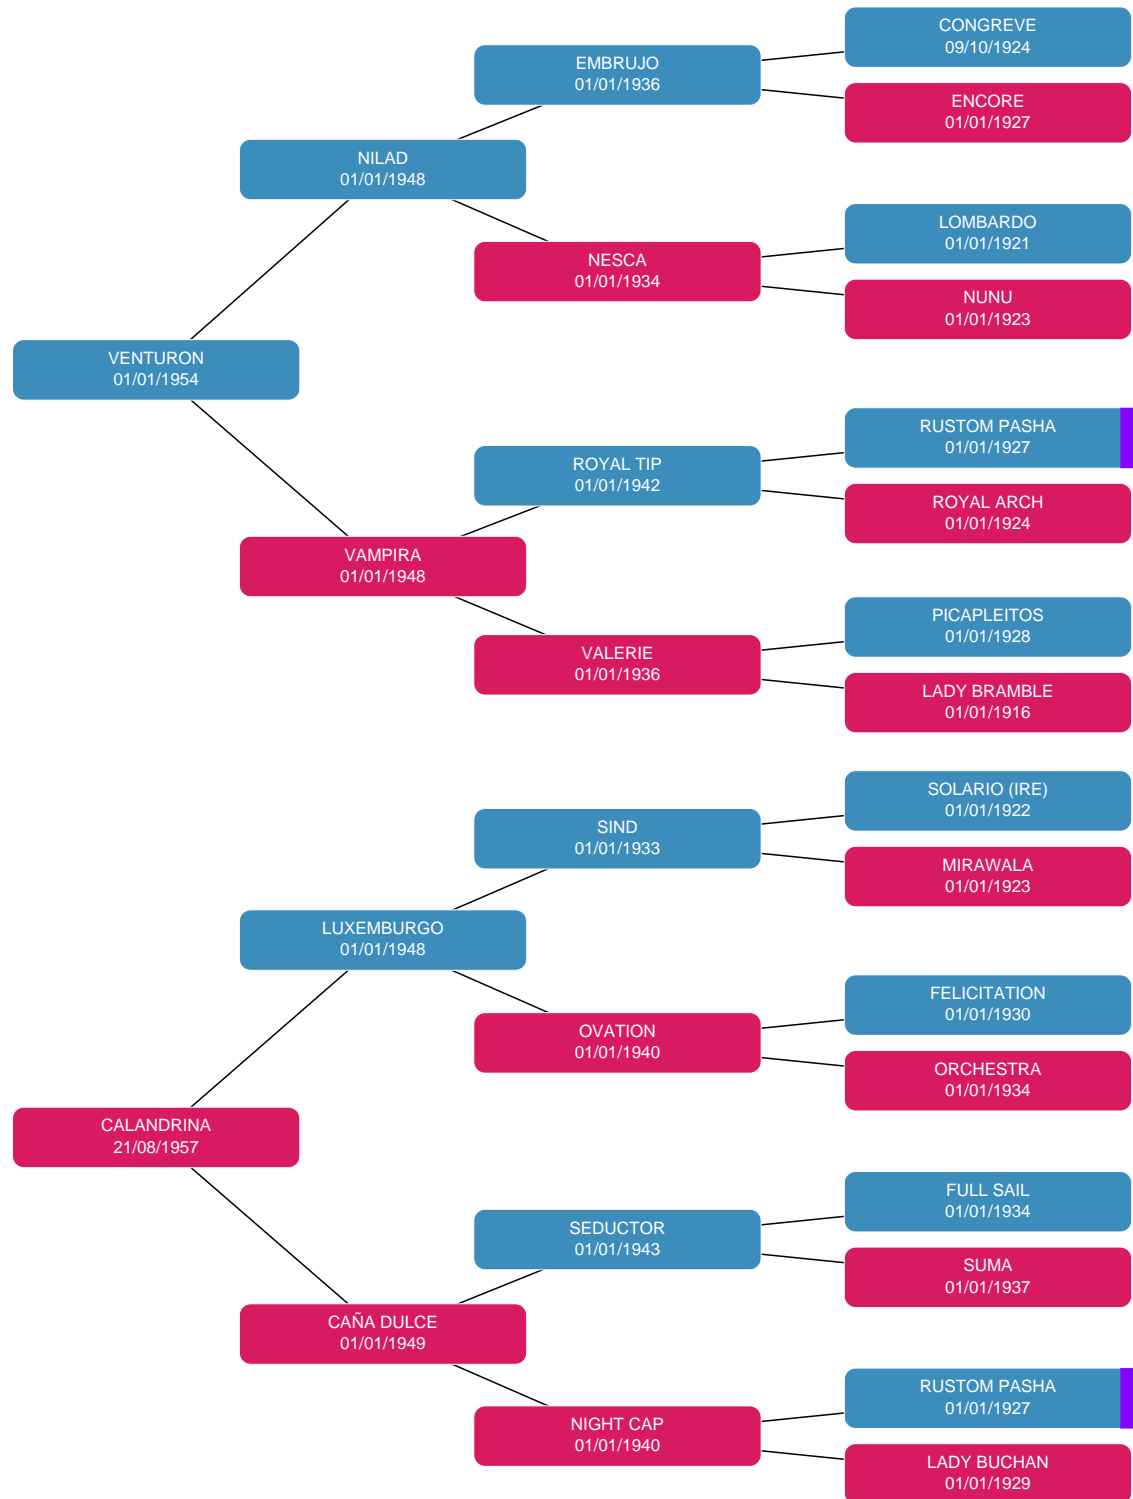 CONGREVE
09/10/1924
EMBRUJO
01/01/1936
ENCORE
01/01/1927
NILAD
01/01/1948
LOMBARDO
01/01/1921
NESCA
01/01/1934
NUNU
01/01/1923
VENTURON
01/01/1954
RUSTOM PASHA
01/01/1927
ROYAL TIP
01/01/1942
ROYAL ARCH
01/01/1924
VAMPIRA
01/01/1948
PICAPLEITOS
01/01/1928
VALERIE
01/01/1936
LADY BRAMBLE
01/01/1916
SOLARIO (IRE)
01/01/1922
SIND
01/01/1933
MIRAWALA
01/01/1923
LUXEMBURGO
01/01/1948
FELICITATION
01/01/1930
OVATION
01/01/1940
ORCHESTRA
01/01/1934
CALANDRINA
21/08/1957
FULL SAIL
01/01/1934
SEDUCTOR
01/01/1943
SUMA
01/01/1937
CAÑA DULCE
01/01/1949
RUSTOM PASHA
01/01/1927
NIGHT CAP
01/01/1940
LADY BUCHAN
01/01/1929